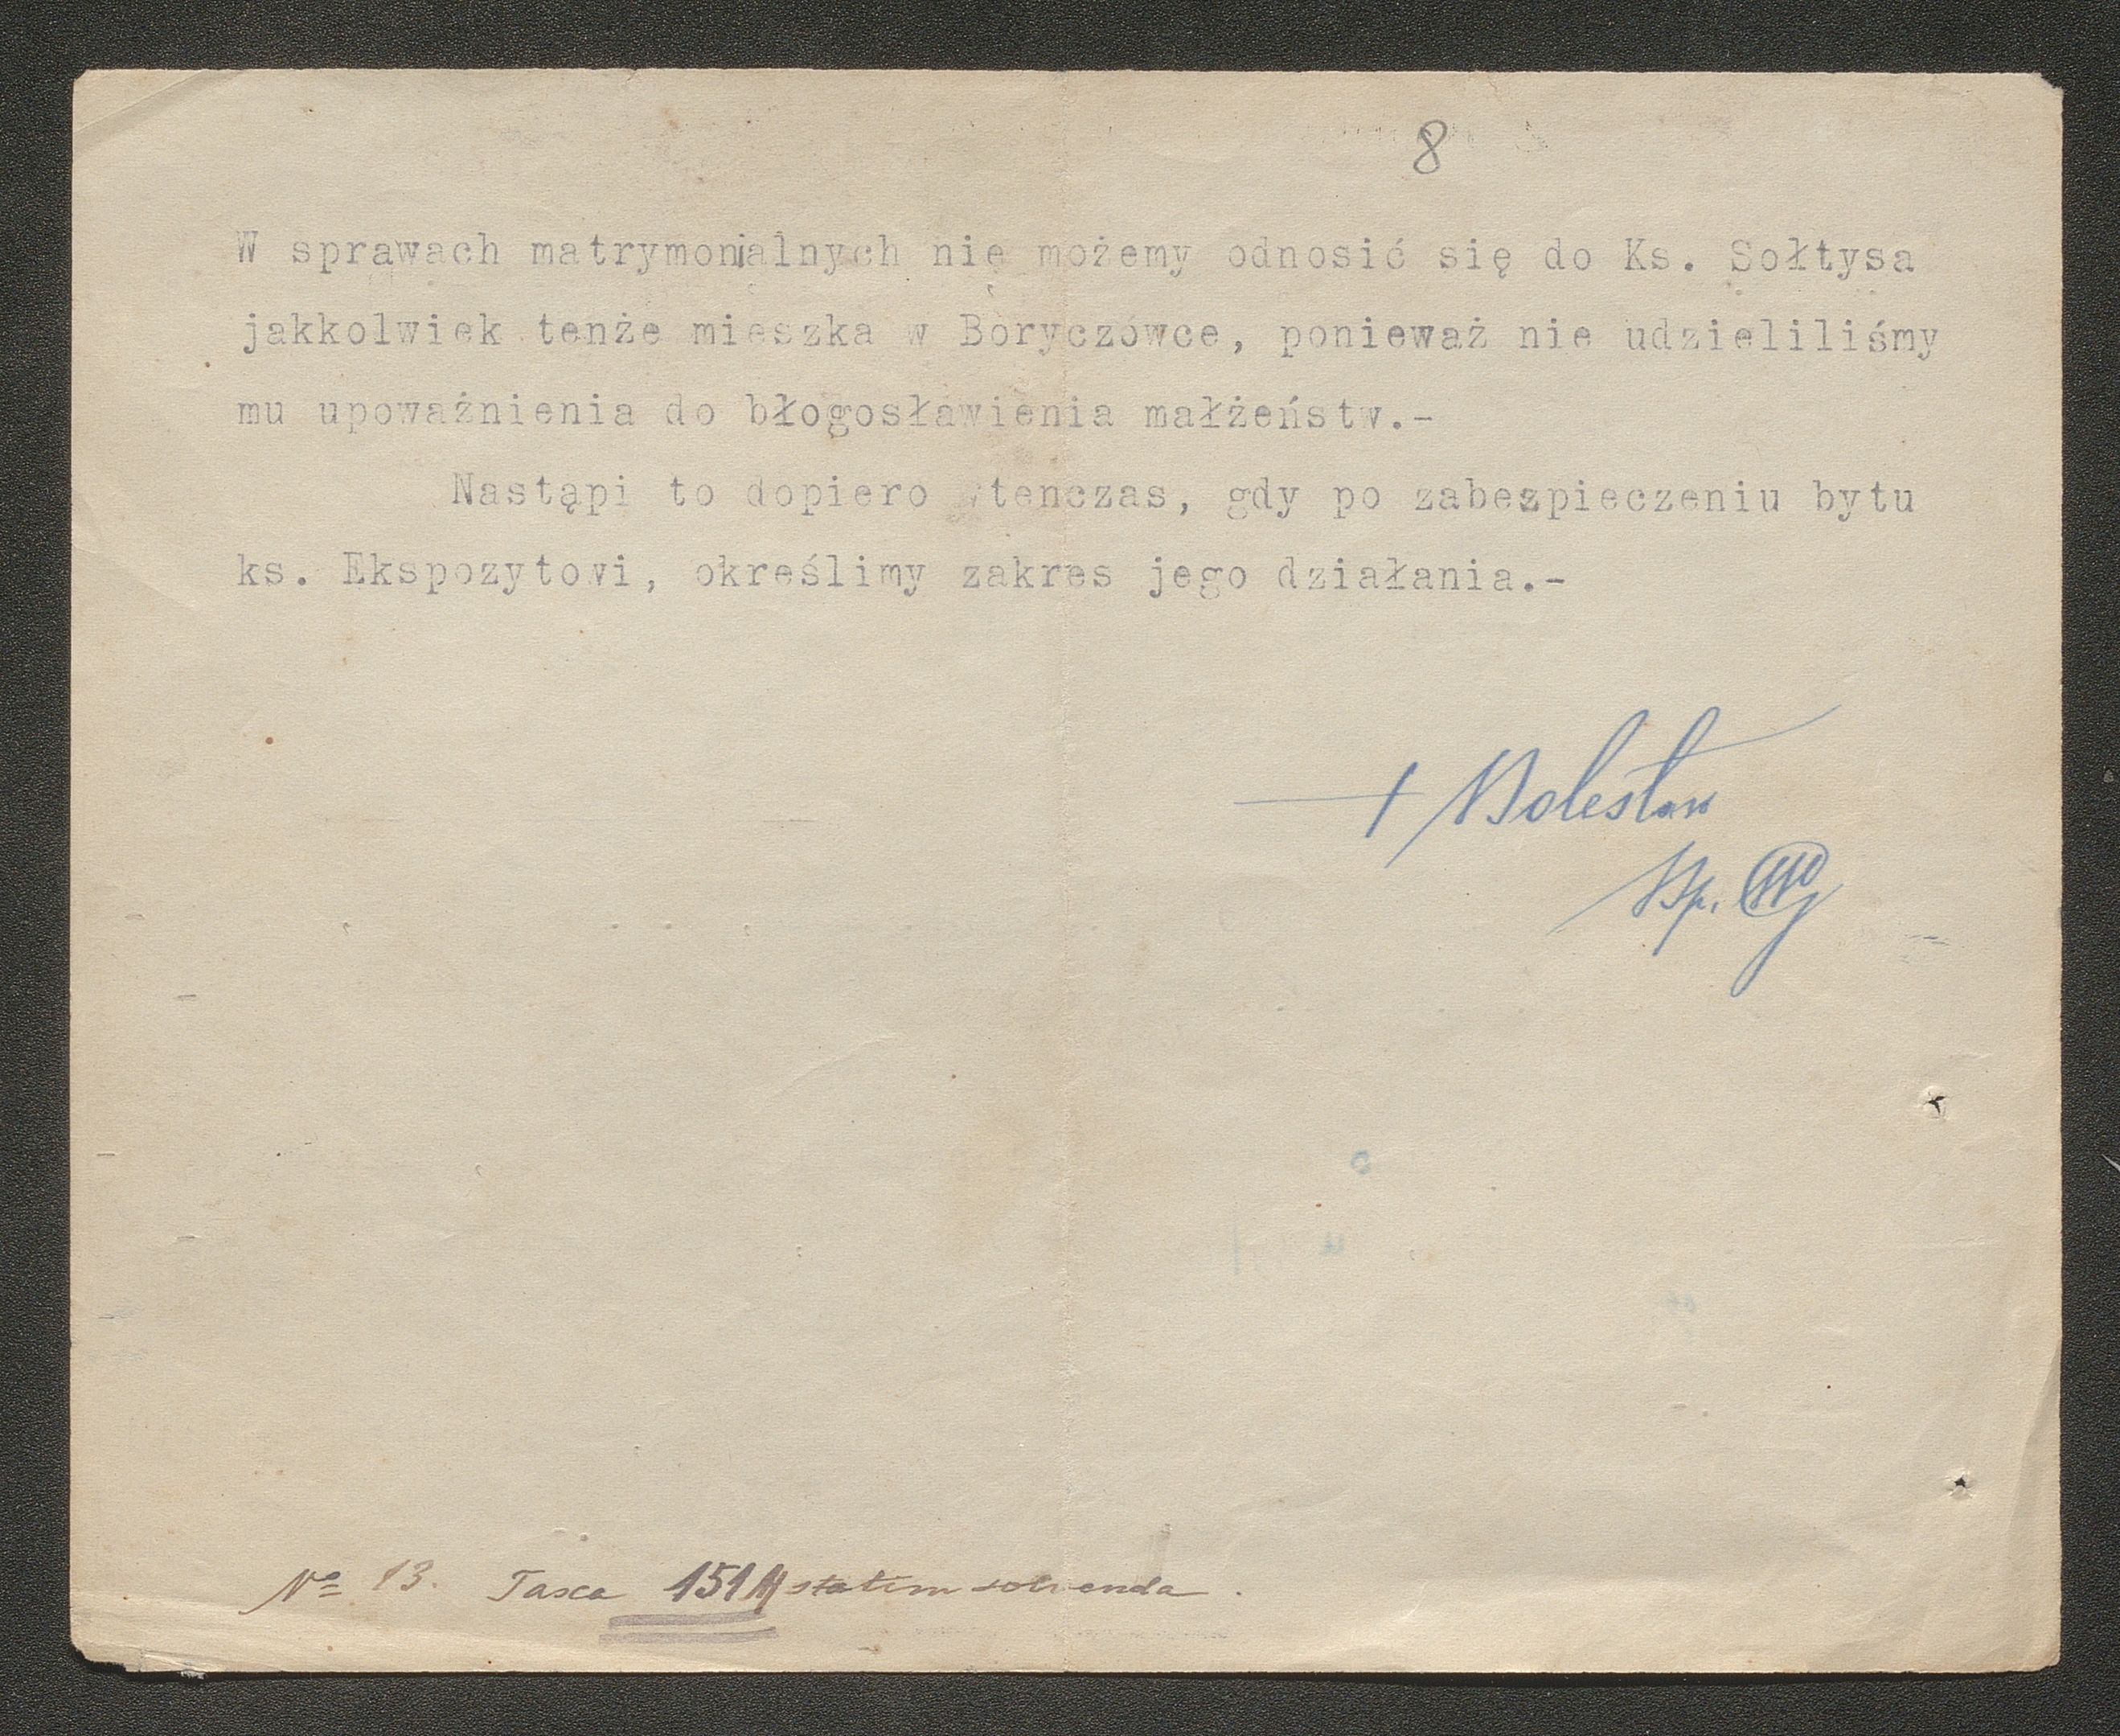 8
W sprawach matrymonjalnych nie możemy odnosić się do Ks. Sołtysa
jakkolwiek tenże mieszka w Boryczówce, ponieważ nie udzieliliśmy
mu upoważnienia do błogosławienia małżeństw.-
Nastąpi to dopiero wtenczas, gdy po zabezpieczeniu bytu
ks. Ekspozytowi, określimy zakres jego działania.-
+ Bolesław
Bp.
No 13. Taxa 151 statim solvenda.